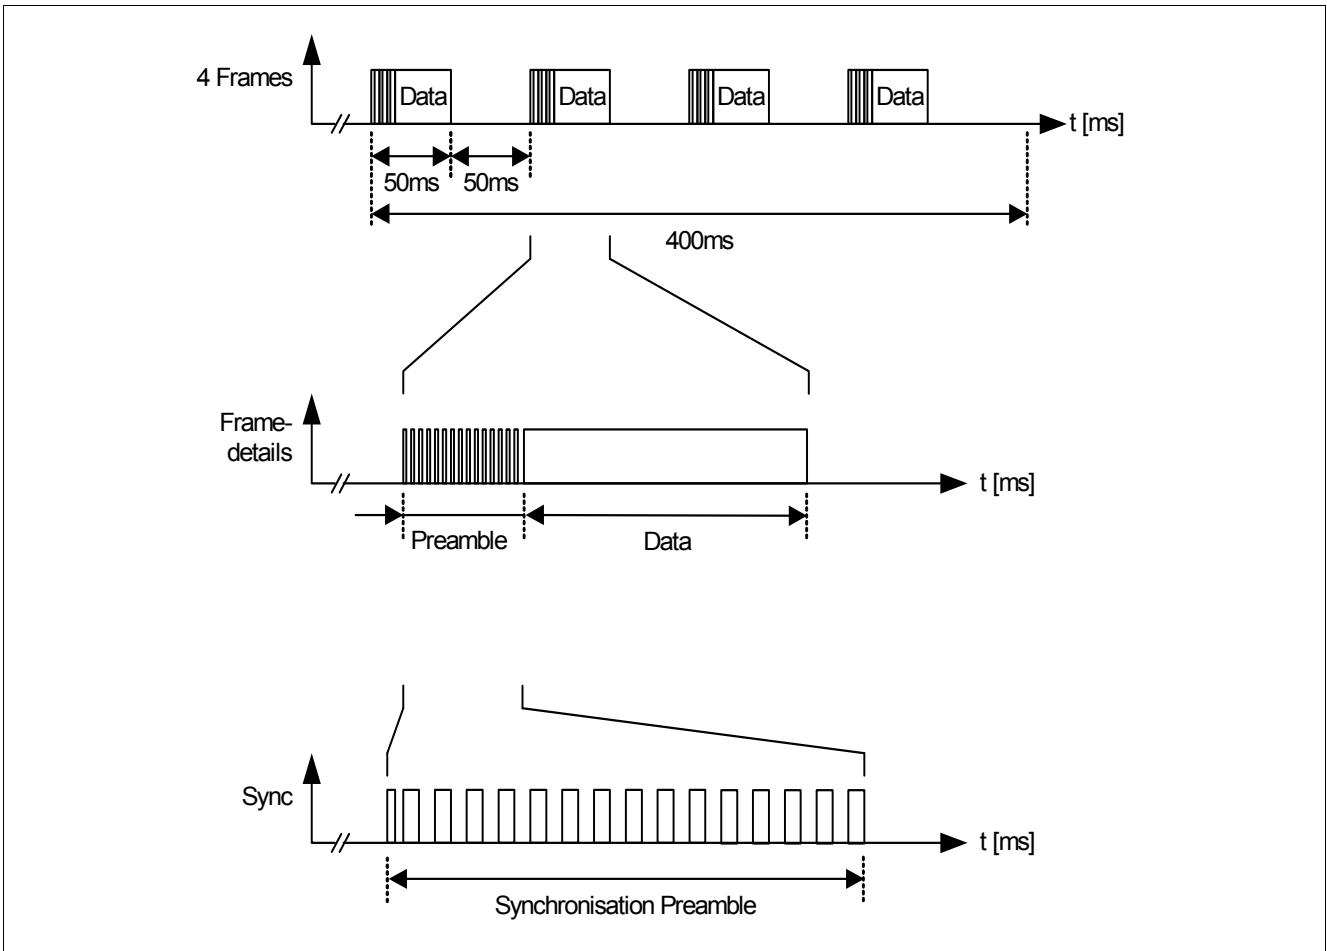 4 Frames
Data
Data
Data
Data
t [ms]
50ms
50ms
400ms
Frame-
details
t [ms]
Preamble
Data
Sync
t [ms]
Synchronisation Preamble